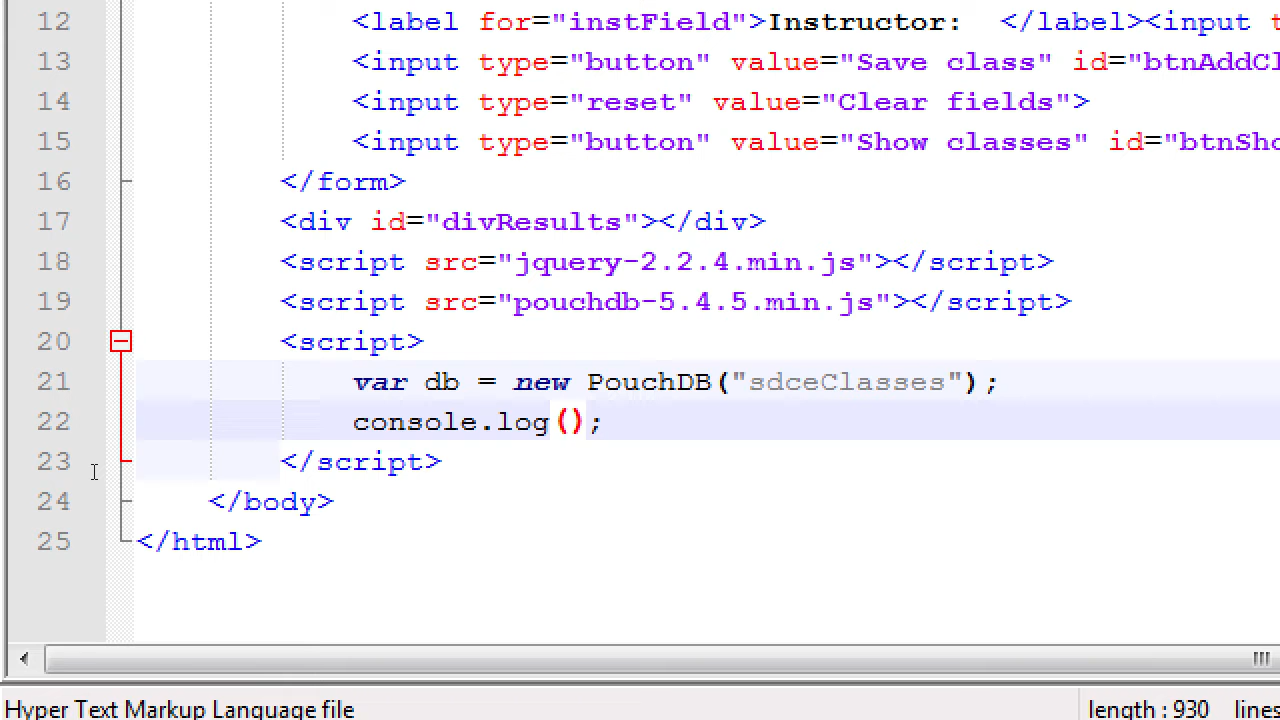 12 <label for="instField">Instructor:  </label><input
13 <input type="button" value="Save class" id="btnAddCl
14 <input type="reset" value="Clear fields">
15 <input type="button" value="Show classes" id="btnSho
16 </form>
17 <div id="divResults"></div>
18 <script src="jquery-2.2.4.min.js"></script>
19 <script src="pouchdb-5.4.5.min.js"></script>
20 <script>
21 var db = new PouchDB("sdceClasses");
22 console.log();
23 </script>
24 </body>
25 </html>
Hyper Text Markup Language file length : 930 lines